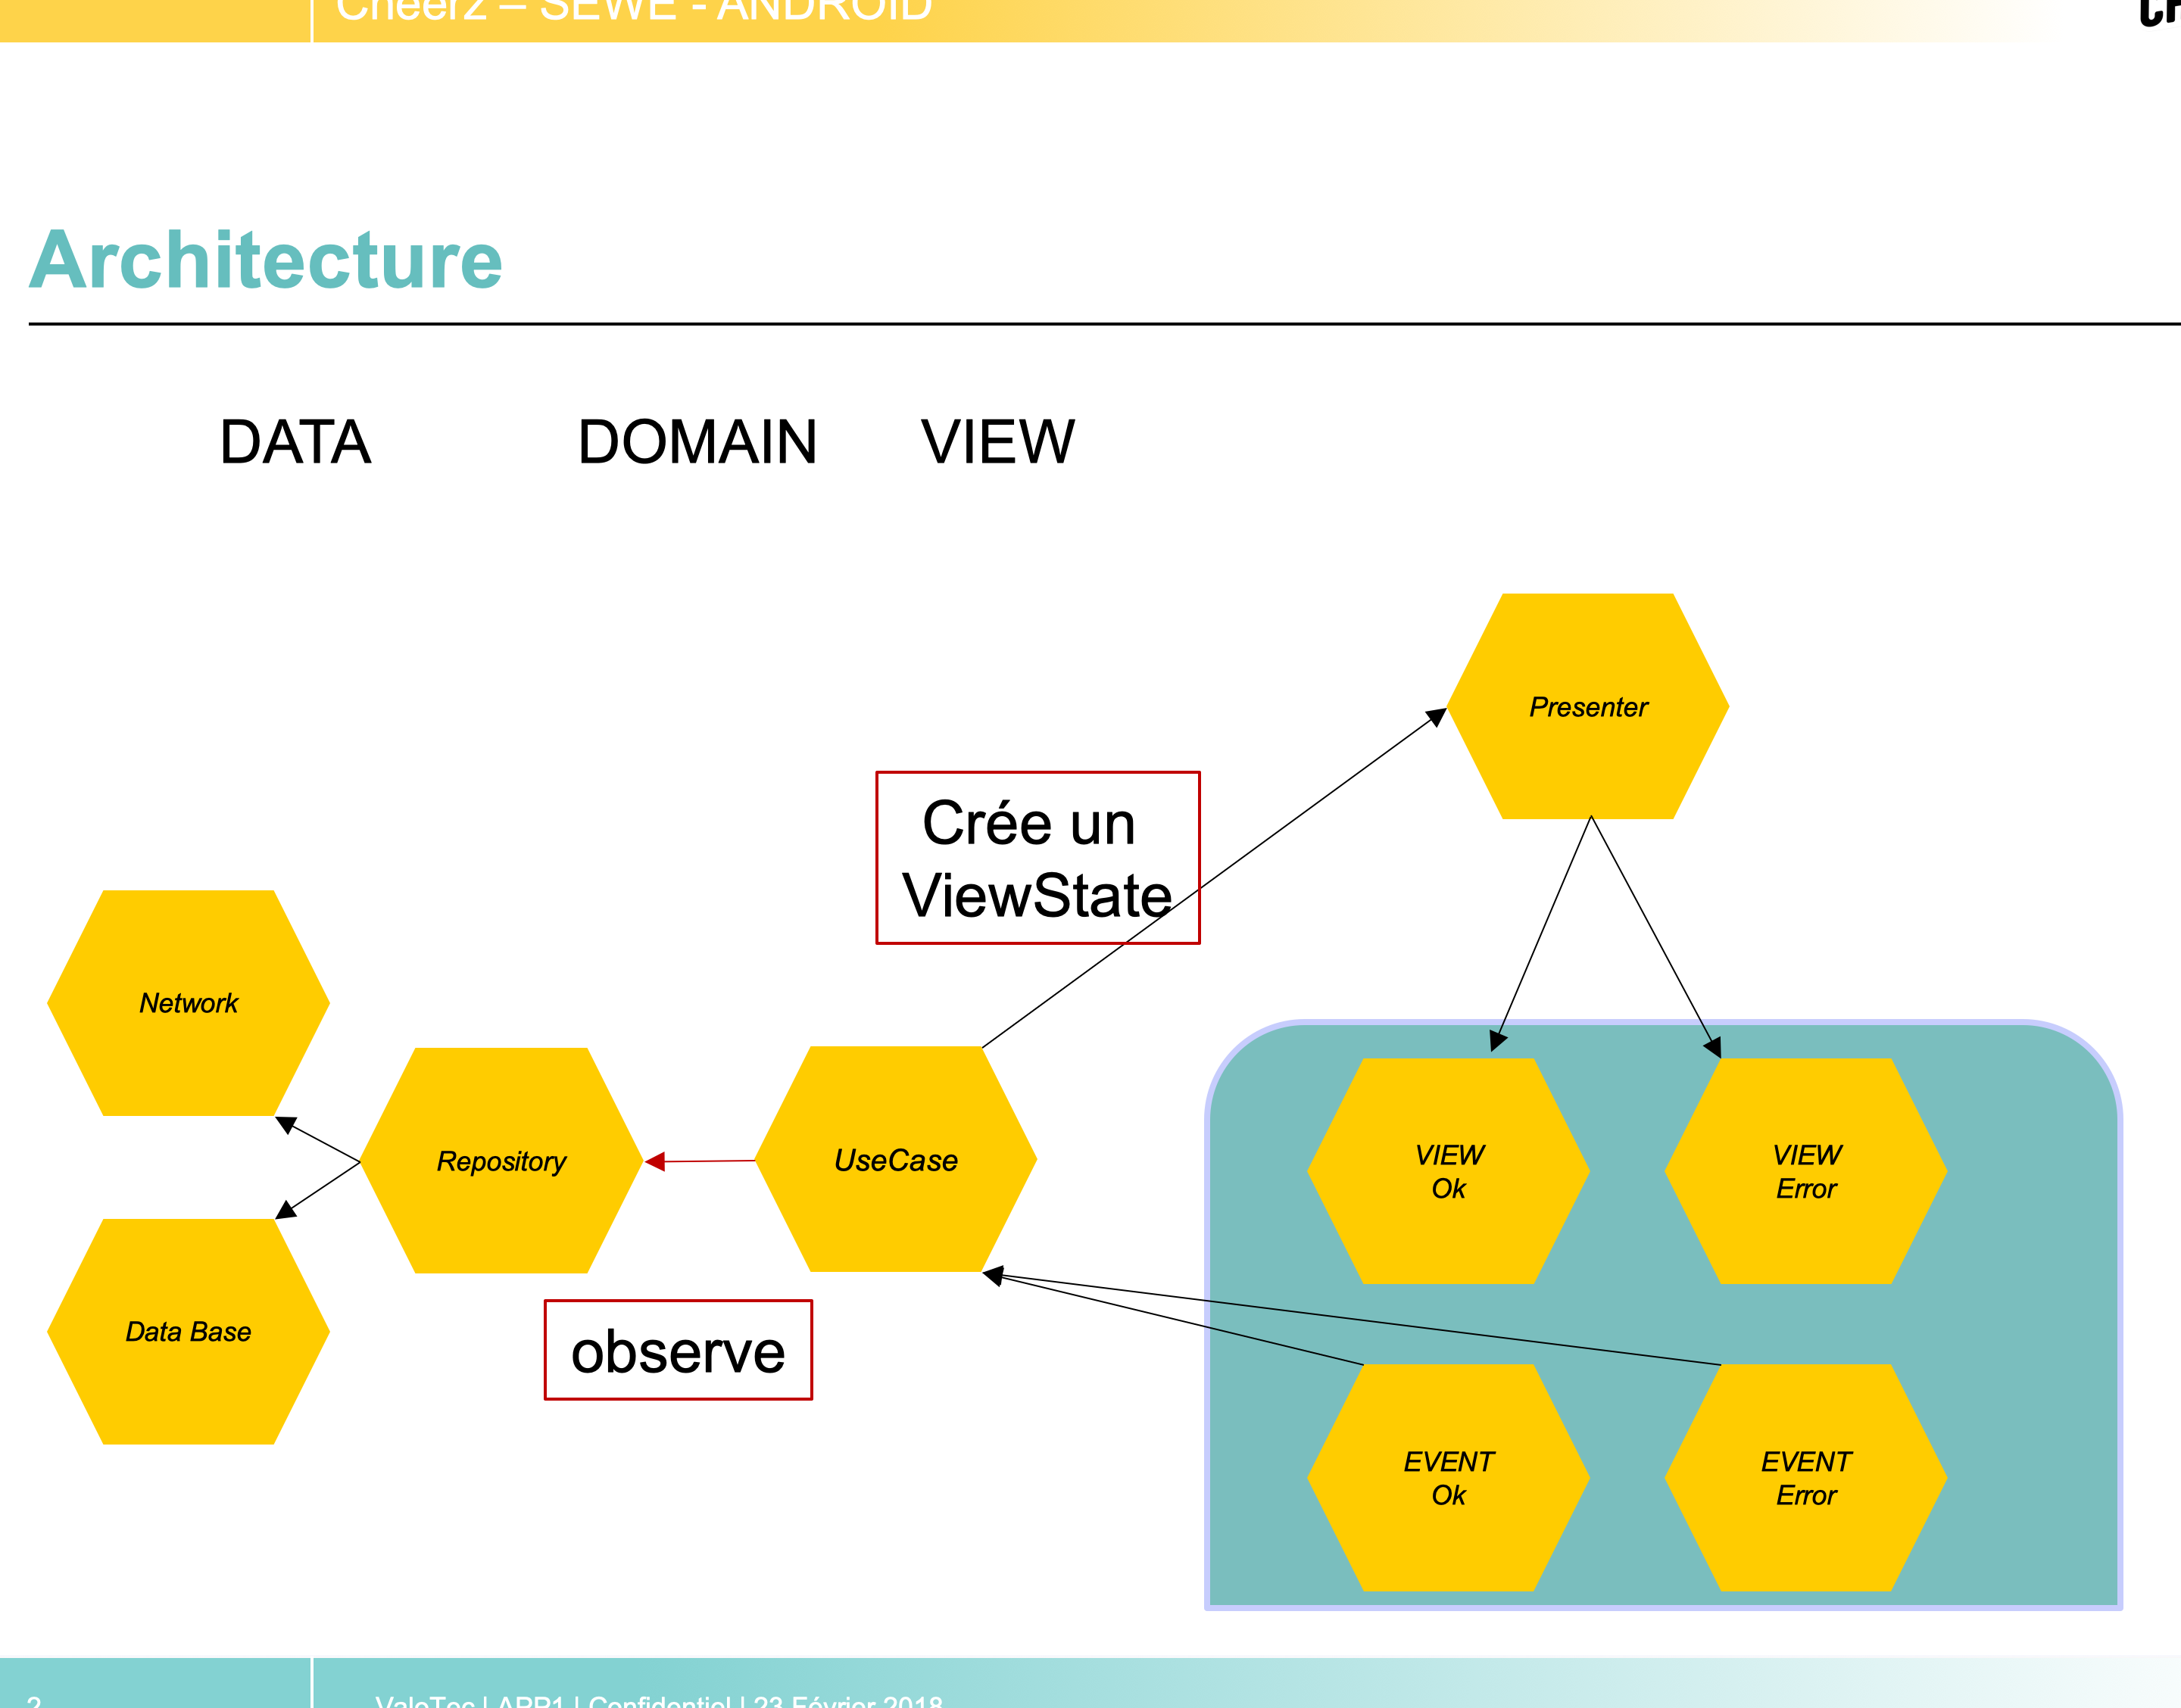 Cheerz — SEWE - ANDROID
Architecture
DATA
DOMAIN
VIEW
Presenter
Crée un
ViewState
Network
Repository
UseCase
VIEW
Ok
VIEW
Error
Data Base
observe
EVENT
Ok
EVENT
Error
2
ValeTec | APP1 | Confidentiel | 23 Février 2018